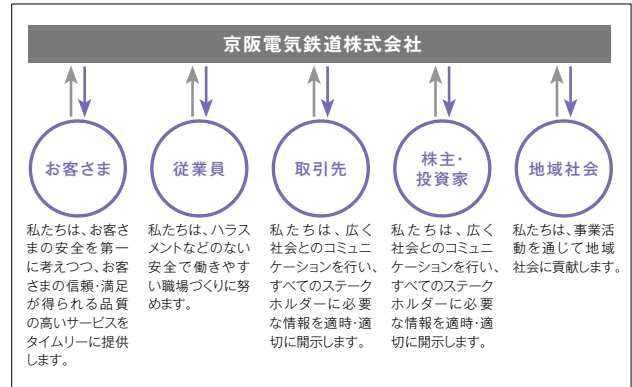 京阪電気鉄道株式会社
お客さま
従業員
取引先
株主・
投資家
地域社会
私たちは、お客さ
まの安全を第一
に考えつつ、お客
さまの信頼・満足
が得られる品質
の高いサービスを
タイムリーに提供
します。
私たちは、ハラス
メントなどのない
安全で働きやす
い職場づくりに努
めます。
私たちは、広く
社会とのコミュニ
ケーションを行い、
すべてのステーク
ホルダーに必要
な情報を適時・適
切に開示します。
私たちは、広く
社会とのコミュニ
ケーションを行い、
すべてのステーク
ホルダーに必要
な情報を適時・適
切に開示します。
私たちは、事業活
動を通じて地域
社会に貢献します。